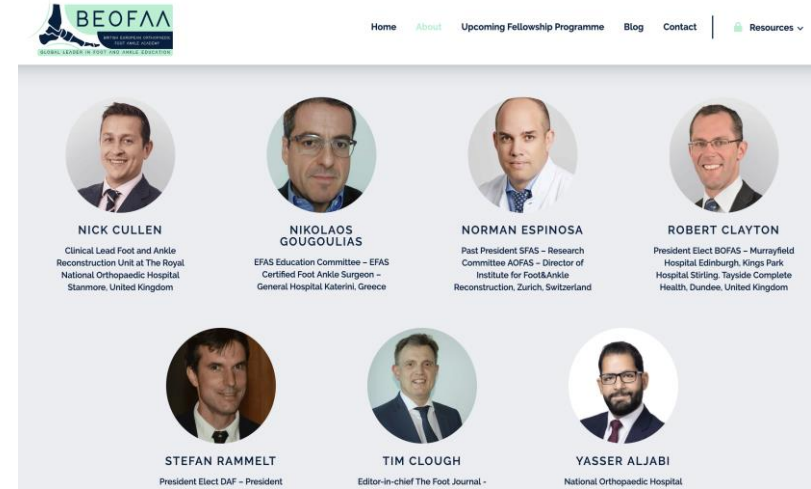 BEOFAA
BRITISH EUROPEAN ORTHOPAEDIC
FOOT ANKLE ACADEMY
GLOBAL LEADER IN FOOT AND ANKLE EDUCATION
Home About Upcoming Fellowship Programme Blog Contact Resources
NICK CULLEN
Clinical Lead Foot and Ankle
Reconstruction Unit at The Royal
National Orthopaedic Hospital
Stanmore, United Kingdom
NIKOLAOS
GOUGOULIAS
EFAS Education Committee – EFAS
Certified Foot Ankle Surgeon –
General Hospital Katerini, Greece
NORMAN ESPINOSA
Past President SFAS – Research
Committee AOFAS – Director of
Institute for Foot&Ankle
Reconstruction, Zurich, Switzerland
ROBERT CLAYTON
President Elect BOFAS – Murrayfield
Hospital Edinburgh, Kings Park
Hospital Stirling. Tayside Complete
Health, Dundee, United Kingdom
STEFAN RAMMELT
President Elect DAF – President
TIM CLOUGH
Editor-in-chief The Foot Journal -
YASSER ALJABI
National Orthopaedic Hospital